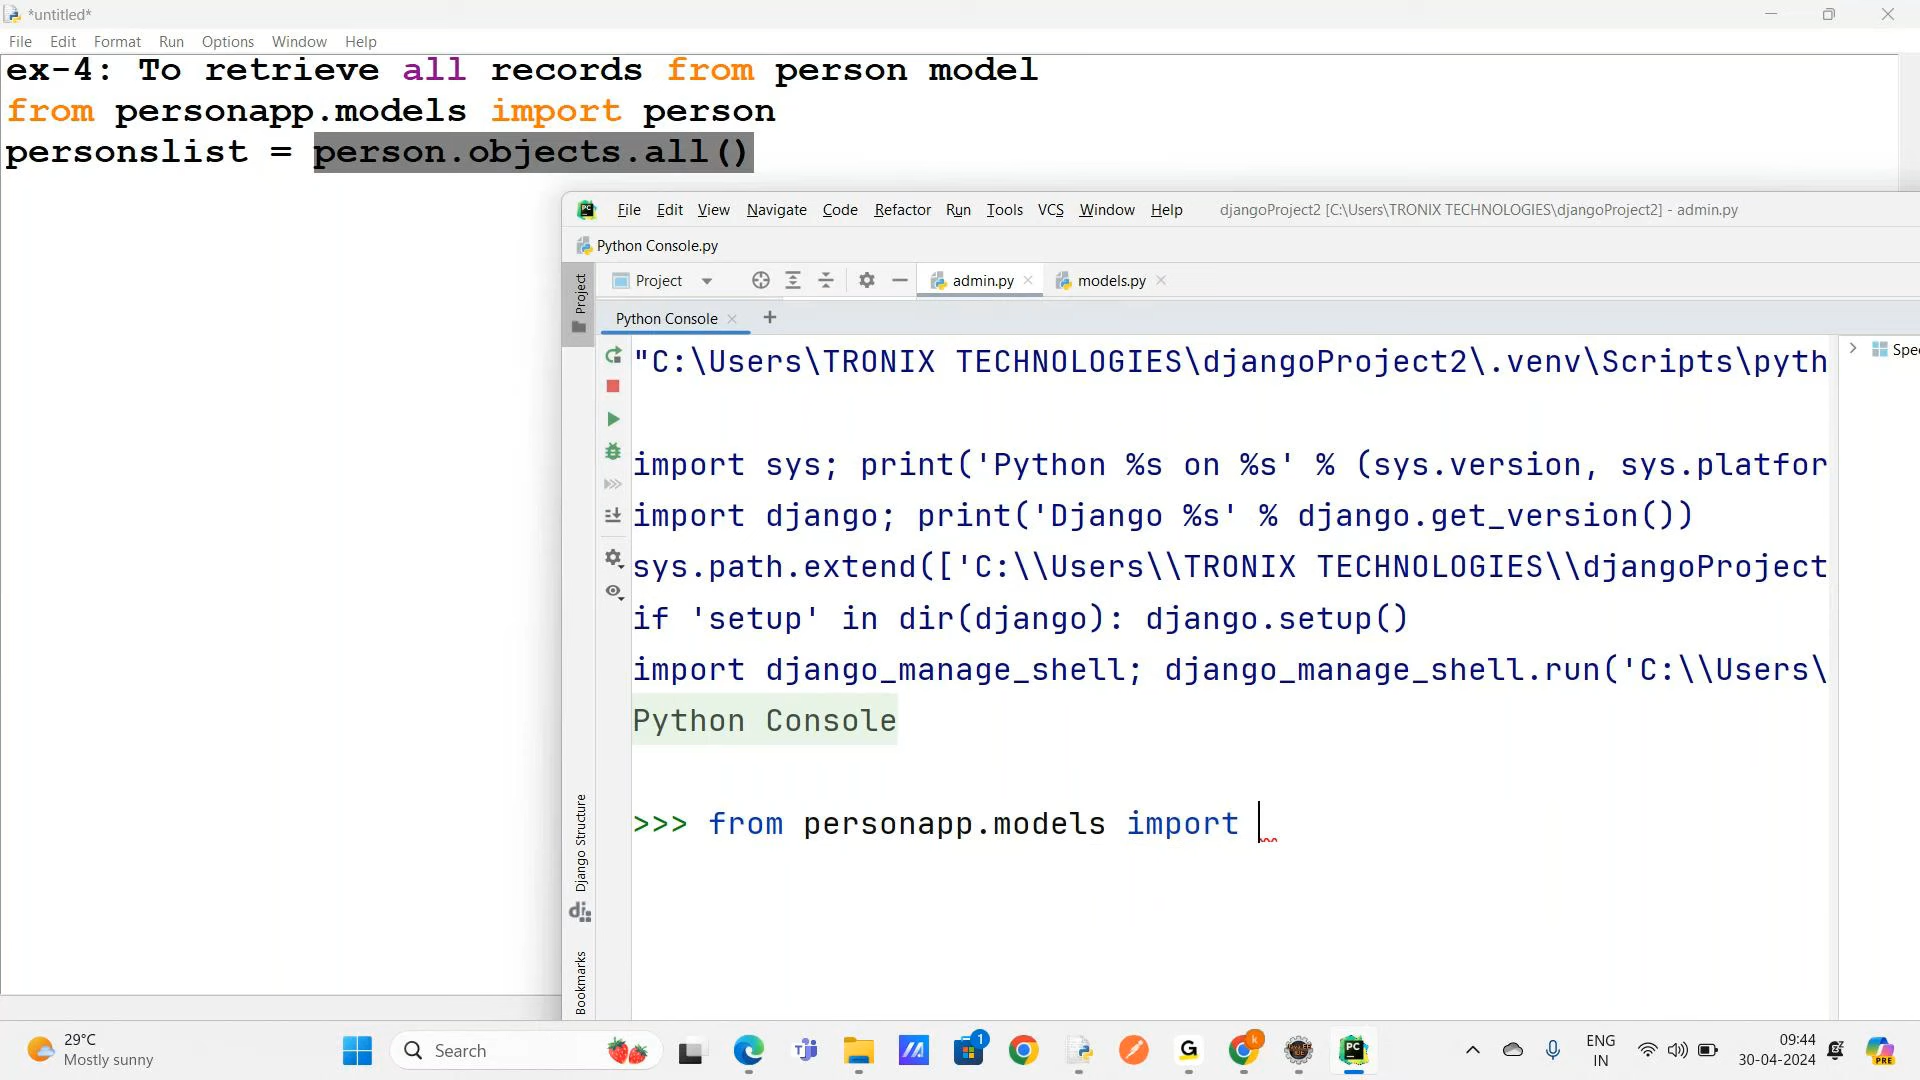 *untitled*
File Edit Format Run Options Window Help
ex-4: To retrieve all records from person model
from personapp.models import person
personslist = person.objects.all()
PC File Edit View Navigate Code Refactor Run Tools VCS Window Help djangoProject2 [C:\Users\TRONIX TECHNOLOGIES\djangoProject2] - admin.py
Python Console.py
Project
Project admin.py models.py
Python Console
"C:\Users\TRONIX TECHNOLOGIES\djangoProject2\.venv\Scripts\pyth
import sys; print('Python %s on %s' % (sys.version, sys.platfor
import django; print('Django %s' % django.get_version())
sys.path.extend(['C:\\Users\\TRONIX TECHNOLOGIES\\djangoProject
if 'setup' in dir(django): django.setup()
import django_manage_shell; django_manage_shell.run('C:\\Users\
Python Console
>>> from personapp.models import
Django Structure
dj
Bookmarks
29°C
Mostly sunny
Search
1
k
PC
ENG
IN
09:44
30-04-2024
PRE